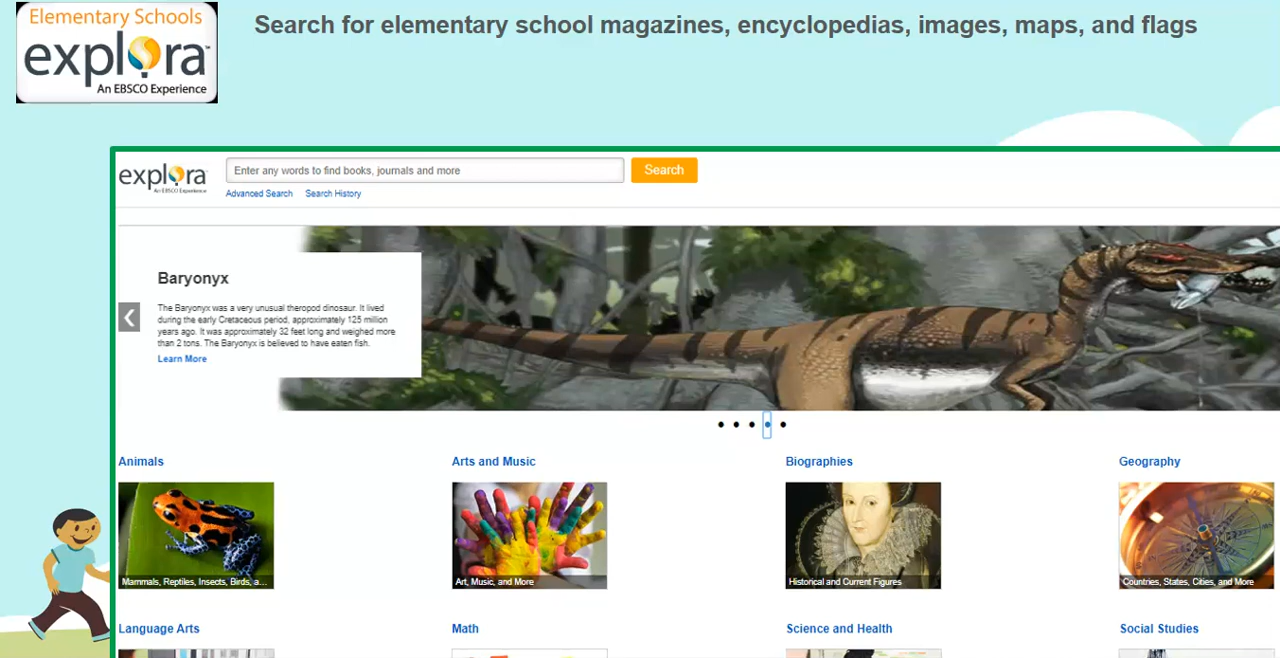 Elementary Schools
explora
An EBSCO Experience
Search for elementary school magazines, encyclopedias, images, maps, and flags
explora
An EBSCO Experience
Enter any words to find books, journals and more
Search
Advanced Search
Search History
Baryonyx
The Baryonyx was a very unusual theropod dinosaur. It lived
during the early Cretaceous period, approximately 125 million
years ago. It was approximately 32 feet long and weighed more
than 2 tons. The Baryonyx is believed to have eaten fish.
Learn More
Animals
Arts and Music
Biographies
Geography
Mammals, Reptiles, Insects, Birds, a...
Art, Music, and More
Historical and Current Figures
Countries, States, Cities, and More
Language Arts
Math
Science and Health
Social Studies